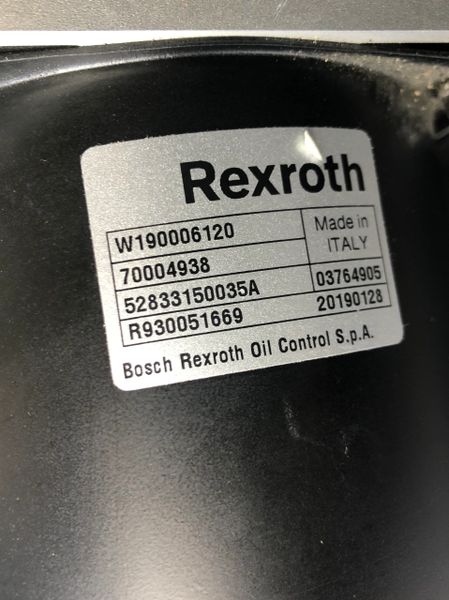 Rexroth
W190006120
Made in
ITALY
70004938
52833150035A 03764905
R930051669 20190128
Bosch Rexroth Oil Control S.p.A.